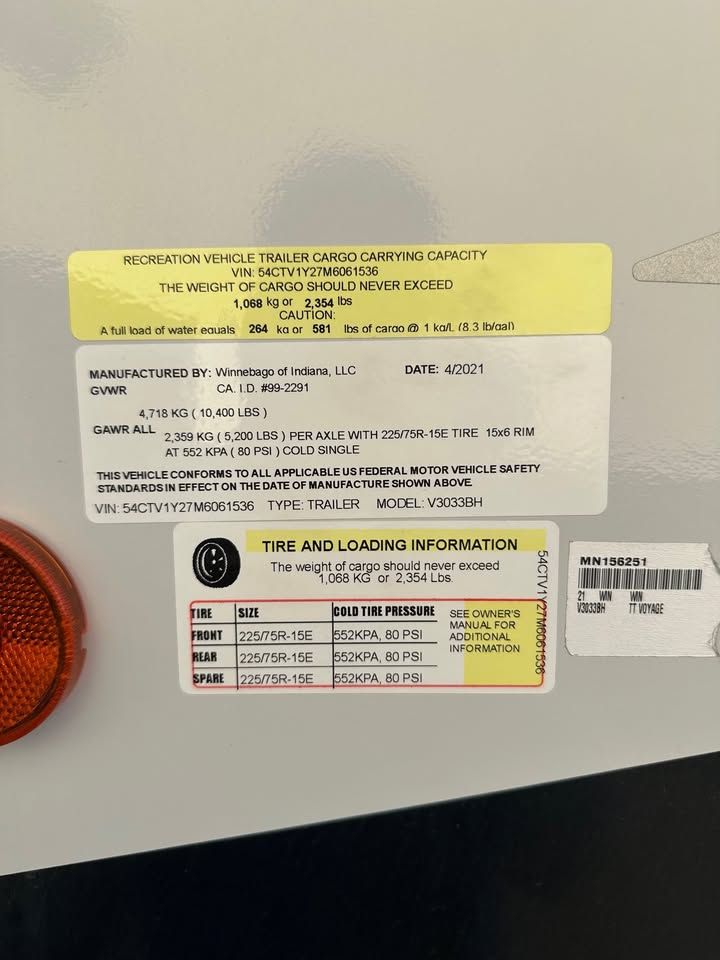 RECREATION VEHICLE TRAILER CARGO CARRYING CAPACITY
VIN: 54CTV1Y27M6061536
THE WEIGHT OF CARGO SHOULD NEVER EXCEED
1,068 kg or 2,354 lbs
CAUTION:
A full load of water equals 264 kg or 581 lbs of cargo @ 1 kg/L (8.3 lb/gal)
MANUFACTURED BY: Winnebago of Indiana, LLC DATE: 4/2021
GVWR CA. I.D. #99-2291
4,718 KG ( 10,400 LBS )
GAWR ALL 2,359 KG ( 5,200 LBS ) PER AXLE WITH 225/75R-15E TIRE 15x6 RIM
AT 552 KPA ( 80 PSI ) COLD SINGLE
THIS VEHICLE CONFORMS TO ALL APPLICABLE US FEDERAL MOTOR VEHICLE SAFETY
STANDARDS IN EFFECT ON THE DATE OF MANUFACTURE SHOWN ABOVE.
VIN: 54CTV1Y27M6061536 TYPE: TRAILER MODEL: V3033BH
TIRE AND LOADING INFORMATION
The weight of cargo should never exceed
1,068 KG or 2,354 Lbs.
TIRE SIZE COLD TIRE PRESSURE
FRONT 225/75R-15E 552KPA, 80 PSI
REAR 225/75R-15E 552KPA, 80 PSI
SPARE 225/75R-15E 552KPA, 80 PSI
SEE OWNER'S
MANUAL FOR
ADDITIONAL
INFORMATION
54CTV1Y27M6061536
MN156251
21 WIN WIN
V3033BH TT VOYAGE